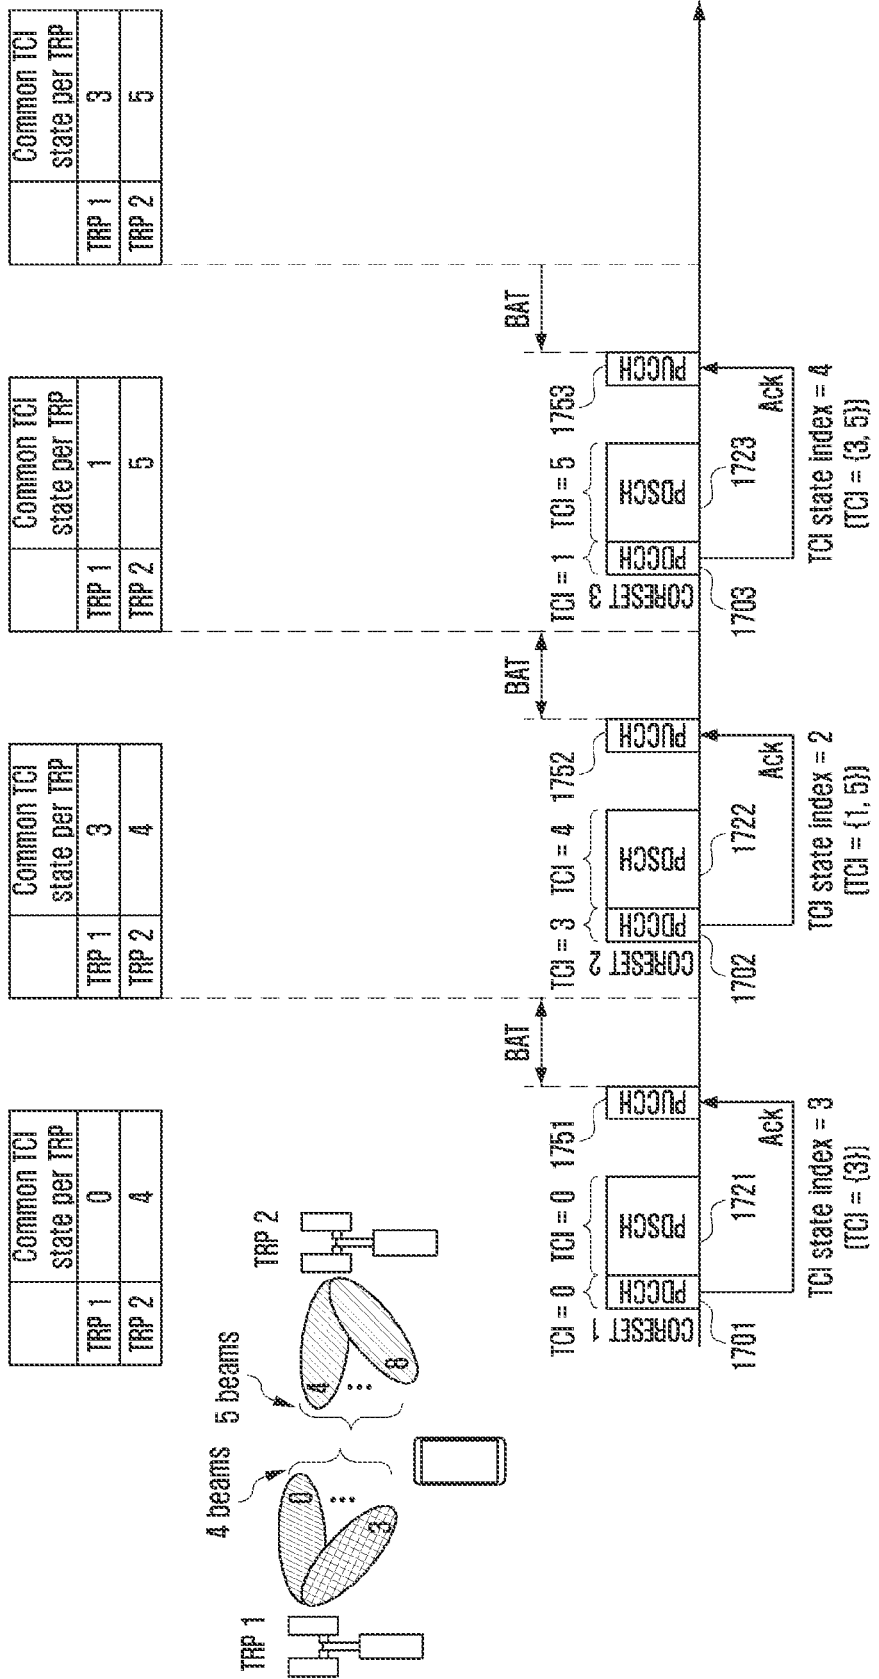 Common TCI
state per TRP
TRP 1
0
TRP 2
4
Common TCI
state per TRP
TRP 1
3
TRP 2
4
Common TCI
state per TRP
TRP 1
1
TRP 2
5
Common TCI
state per TRP
TRP 1
3
TRP 2
5
4 beams
5 beams
TRP 1
0
...
3
4
...
8
TRP 2
BAT
BAT
BAT
TCI = 0
TCI = 0
1751
CORESET
1
PDCCH
PDSCH
PUCCH
1701
1721
Ack
TCI state index = 3
(TCI = {3})
TCI = 3
TCI = 4
1752
CORESET
2
PDCCH
PDSCH
PUCCH
1702
1722
Ack
TCI state index = 2
(TCI = {1, 5})
TCI = 1
TCI = 5
1753
CORESET
3
PDCCH
PDSCH
PUCCH
1703
1723
Ack
TCI state index = 4
(TCI = {3, 5})